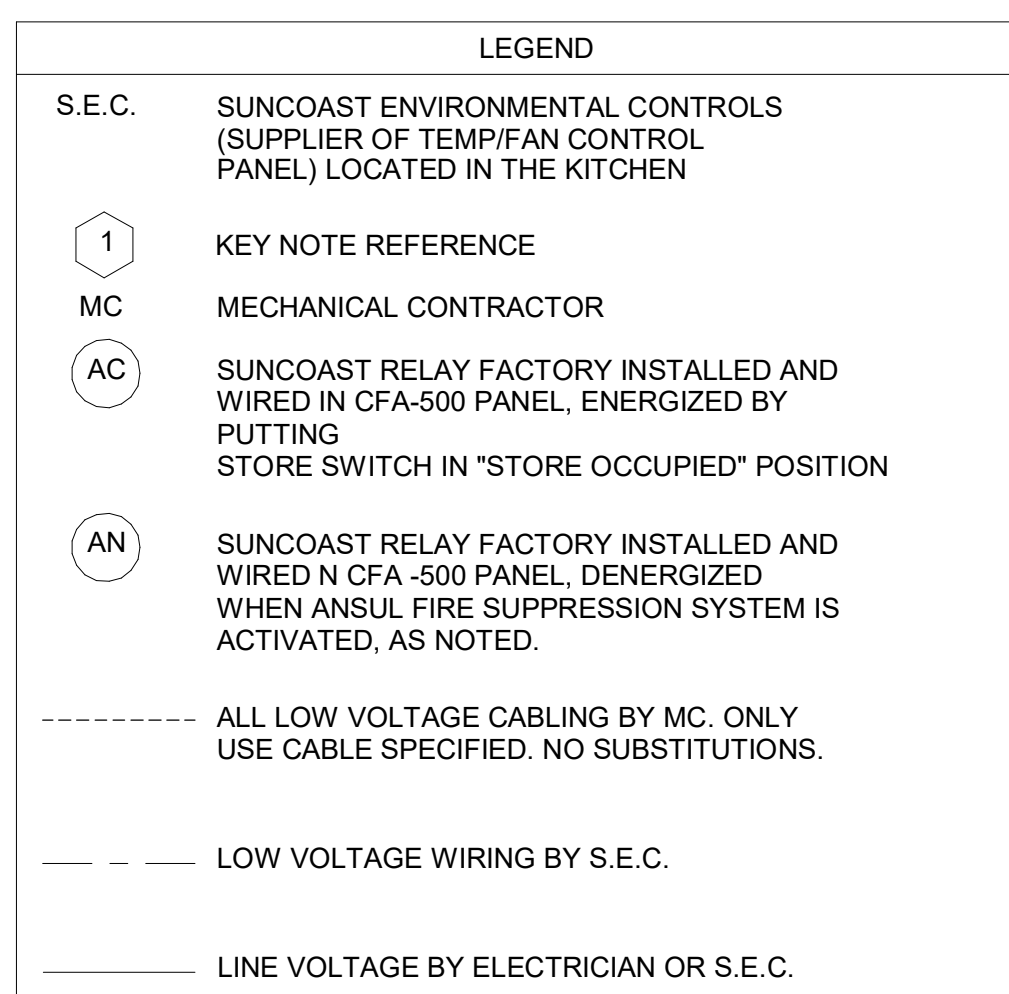 LEGEND
S.E.C. SUNCOAST ENVIRONMENTAL CONTROLS
(SUPPLIER OF TEMP/FAN CONTROL
PANEL) LOCATED IN THE KITCHEN
1 KEY NOTE REFERENCE
MC MECHANICAL CONTRACTOR
AC SUNCOAST RELAY FACTORY INSTALLED AND
WIRED IN CFA-500 PANEL, ENERGIZED BY
PUTTING
STORE SWITCH IN "STORE OCCUPIED" POSITION
AN SUNCOAST RELAY FACTORY INSTALLED AND
WIRED N CFA -500 PANEL, DENERGIZED
WHEN ANSUL FIRE SUPPRESSION SYSTEM IS
ACTIVATED, AS NOTED.
ALL LOW VOLTAGE CABLING BY MC. ONLY
USE CABLE SPECIFIED. NO SUBSTITUTIONS.
LOW VOLTAGE WIRING BY S.E.C.
LINE VOLTAGE BY ELECTRICIAN OR S.E.C.